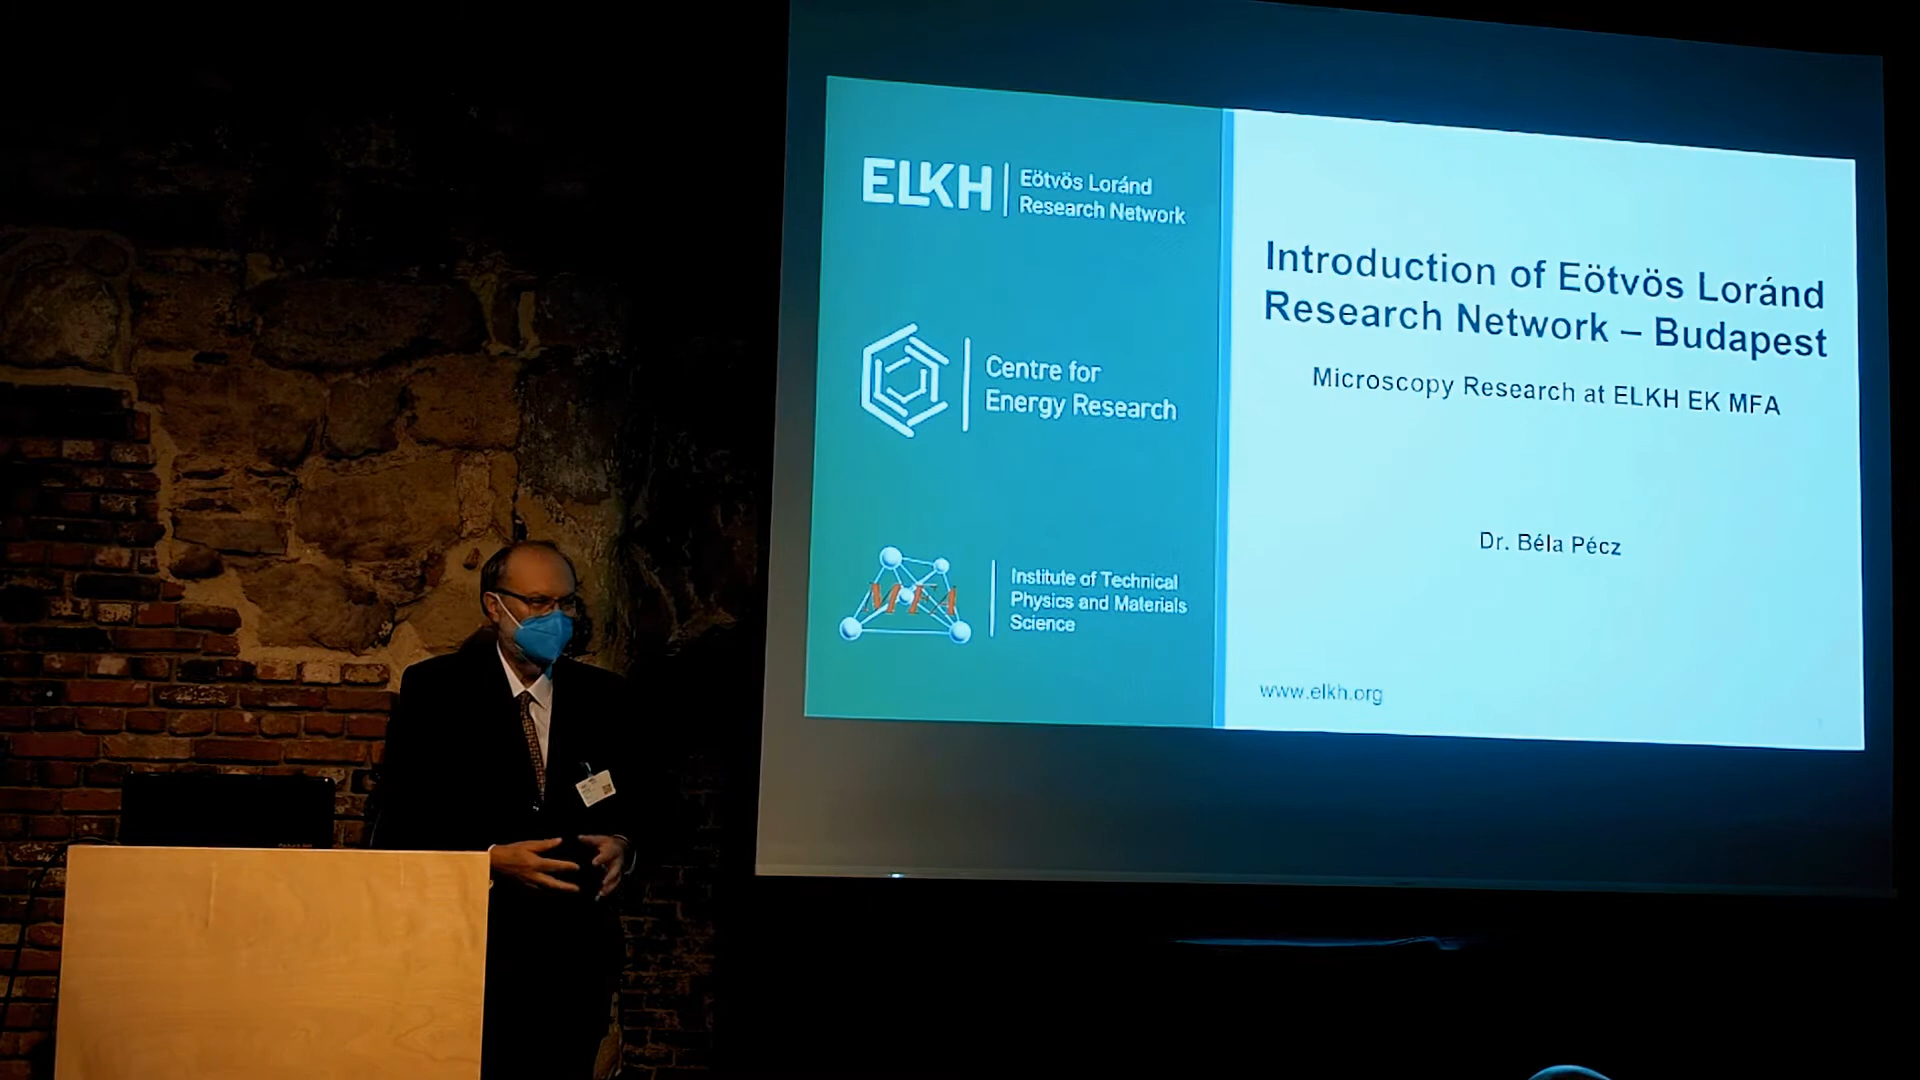 ELKH
Eötvös Loránd
Research Network
Centre for
Energy Research
MFA
Institute of Technical
Physics and Materials
Science
Introduction of Eötvös Loránd
Research Network – Budapest
Microscopy Research at ELKH EK MFA
Dr. Béla Pécz
www.elkh.org